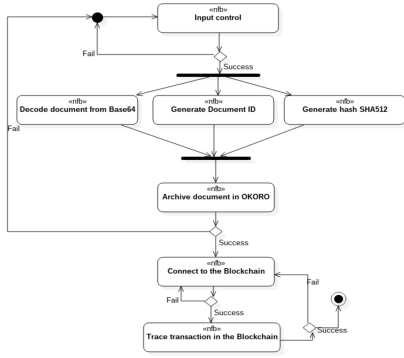 «nfb»
Input control
Fail
Success
«nfb»
Decode document from Base64
«nfb»
Generate Document ID
«nfb»
Generate hash SHA512
Fail
«nfb»
Archive document in OKORO
Success
«nfb»
Connect to the Blockchain
Fail
Fail
Success
«nfb»
Trace transaction in the Blockchain
Success